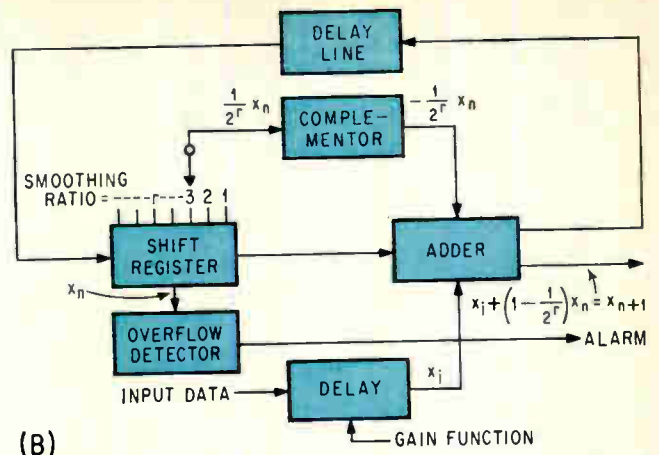 DELAY
LINE
1/2^r x_n
COMPLE-
MENTOR
-1/2^r x_n
SMOOTHING
RATIO = ----r---3 2 1
SHIFT
REGISTER
ADDER
x_n
x_i + (1 - 1/2^r) x_n = x_{n+1}
OVERFLOW
DETECTOR
ALARM
INPUT DATA
DELAY
x_i
GAIN FUNCTION
(B)